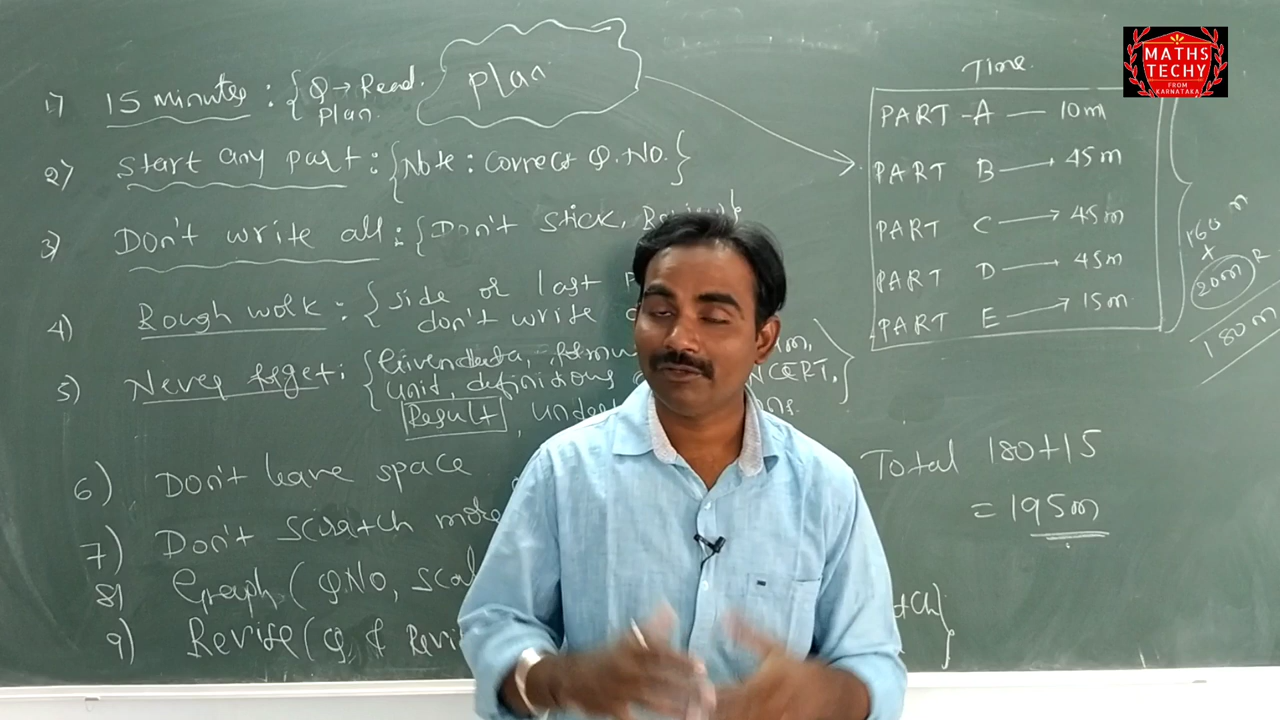 1) 15 minutes : { Q → Read.
plan.
Plan
2) Start any part : { Note : correct Q. No. }
3) Don't write all : { Don't stick, Review }
4) Rough work : { side or last
don't write
5) Never forget : { Given data,
unit, definitions NCERT. }
Result ,
6) Don't leave space
7) Don't scratch more
8) Graph ( Q.No,
9) Revise ( Q, &
Time
PART - A — 10m
PART B → 45m
PART C → 45m
PART D → 45m
PART E → 15m
160 m
+
20m R
180m
Total 180+15
= 195m
MATHS
TECHY
FROM
KARNATAKA